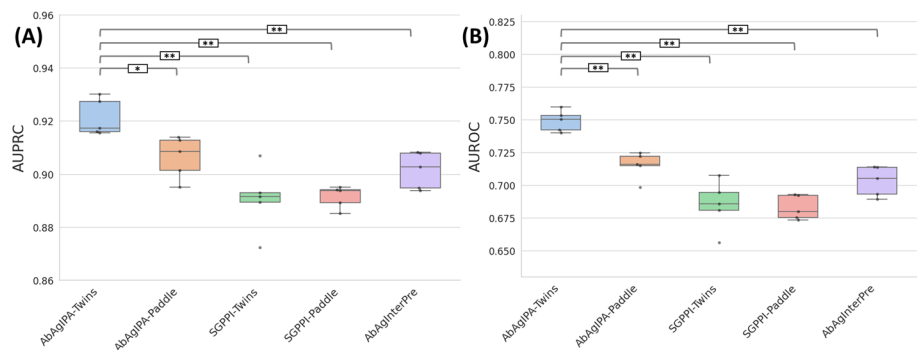 (A)
AUPRC
0.96
0.94
0.92
0.90
0.88
0.86
**
**
**
*
AbAgIPA-Twins
AbAgIPA-Paddle
SGPPI-Twins
SGPPI-Paddle
AbAgInterPre
(B)
AUROC
0.825
0.800
0.775
0.750
0.725
0.700
0.675
0.650
**
**
**
**
AbAgIPA-Twins
AbAgIPA-Paddle
SGPPI-Twins
SGPPI-Paddle
AbAgInterPre